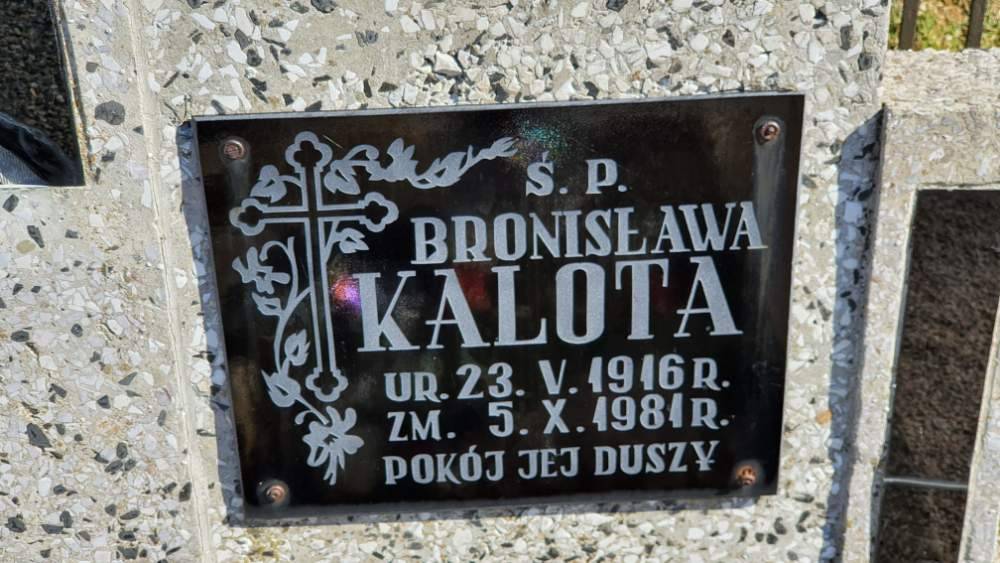 Ś. P.
BRONISŁAWA
KALOTA
UR. 23. V. 1916 R.
ZM. 5. X. 1981 R.
POKÓJ JEJ DUSZY